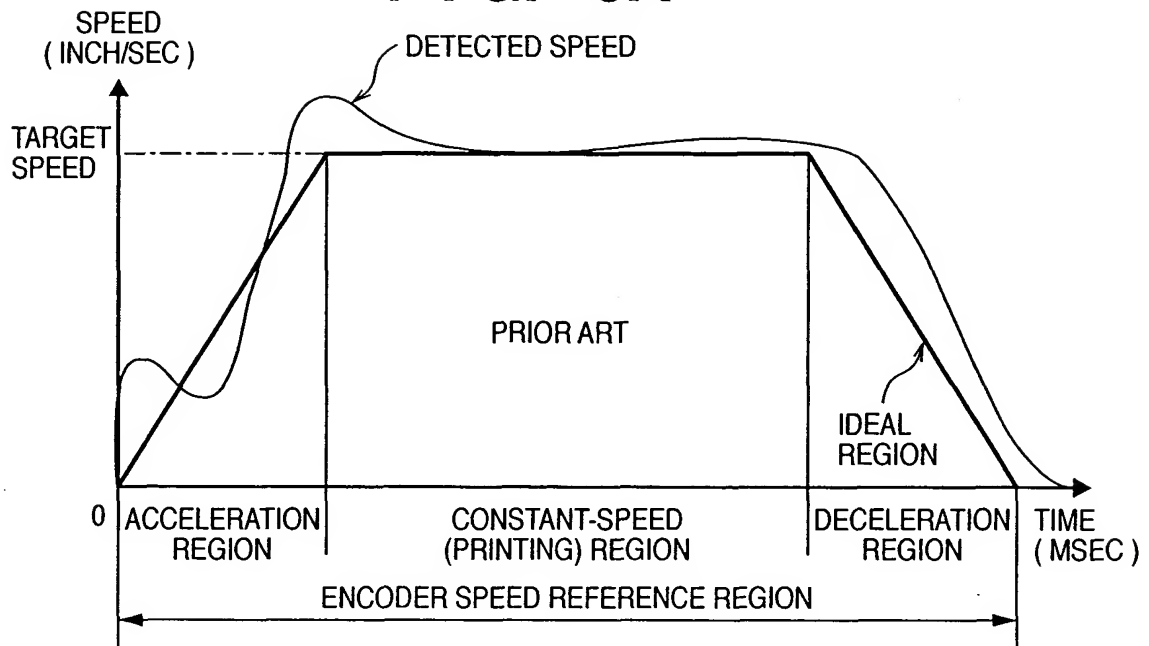 SPEED
( INCH/SEC )
DETECTED SPEED
TARGET
SPEED
PRIOR ART
IDEAL
REGION
0
ACCELERATION
REGION
CONSTANT-SPEED
(PRINTING) REGION
DECELERATION
REGION
TIME
( MSEC )
ENCODER SPEED REFERENCE REGION